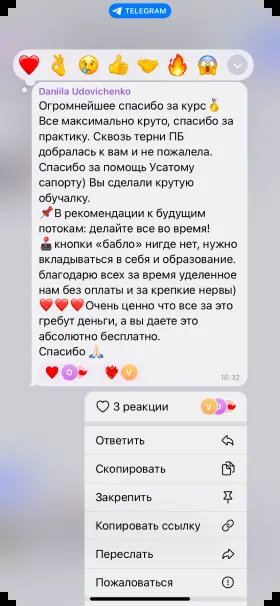 TELEGRAM
Daniila Udovichenko
Огромнейшее спасибо за курс🏅
Все максимально круто, спасибо за
практику. Сквозь терни ПБ
добралась к вам и не пожалела.
Спасибо за помощь Усатому
сапорту) Вы сделали крутую
обучалку.
📌В рекомендации к будущим
потокам: делайте все во время!
🕹кнопки «бабло» нигде нет, нужно
вкладываться в себя и образование.
благодарю всех за время уделенное
нам без оплаты и за крепкие нервы)
❤️❤️❤️Очень ценно что все за это
гребут деньги, а вы даете это
абсолютно бесплатно.
Спасибо 🙏🏻
O V
16:32
3 реакции V O
Ответить
Скопировать
Закрепить
Копировать ссылку
Переслать
Пожаловаться